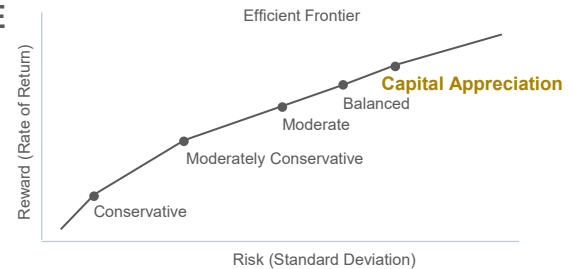 Efficient Frontier
Reward (Rate of Return)
Capital Appreciation
Balanced
Moderate
Moderately Conservative
Conservative
Risk (Standard Deviation)